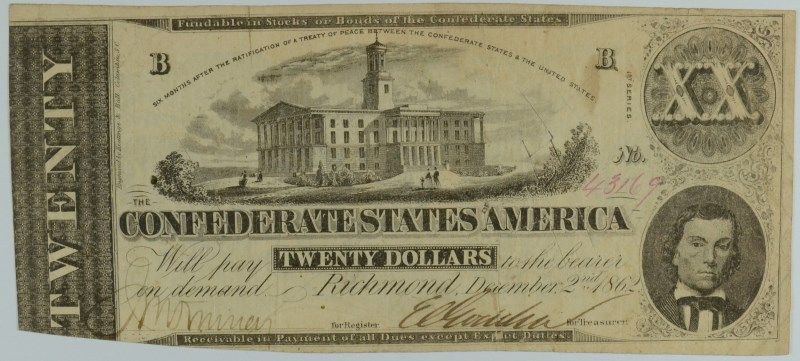 Fundable in Stocks or Bonds of the Confederate States
SIX MONTHS AFTER THE RATIFICATION OF A TREATY OF PEACE BETWEEN THE CONFEDERATE STATES & THE UNITED STATES
B
B
1st SERIES.
XX
TWENTY
No.
43169
THE
CONFEDERATE STATES AMERICA
Will pay TWENTY DOLLARS to the bearer
on demand. Richmond, December 2nd 1862
for Register.
for Treasurer.
Receivable in Payment of all Dues except Export Duties.